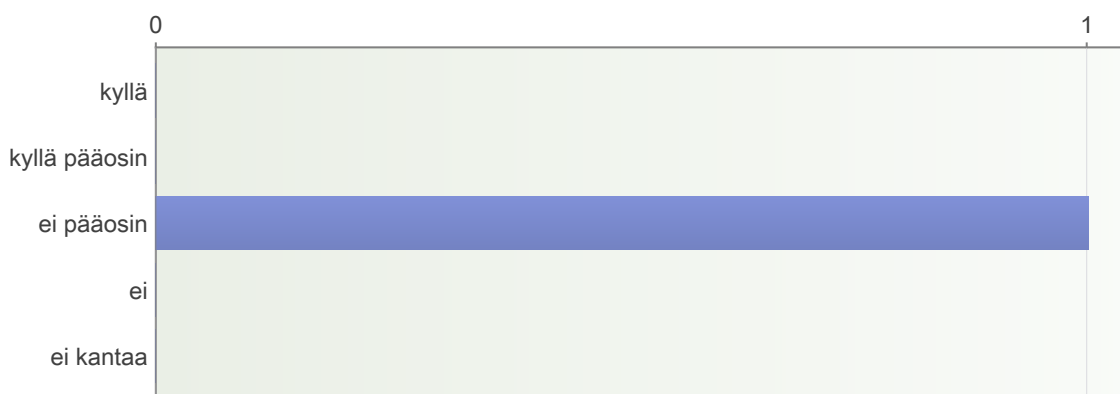 0 1
kyllä
kyllä pääosin
ei pääosin
ei
ei kantaa